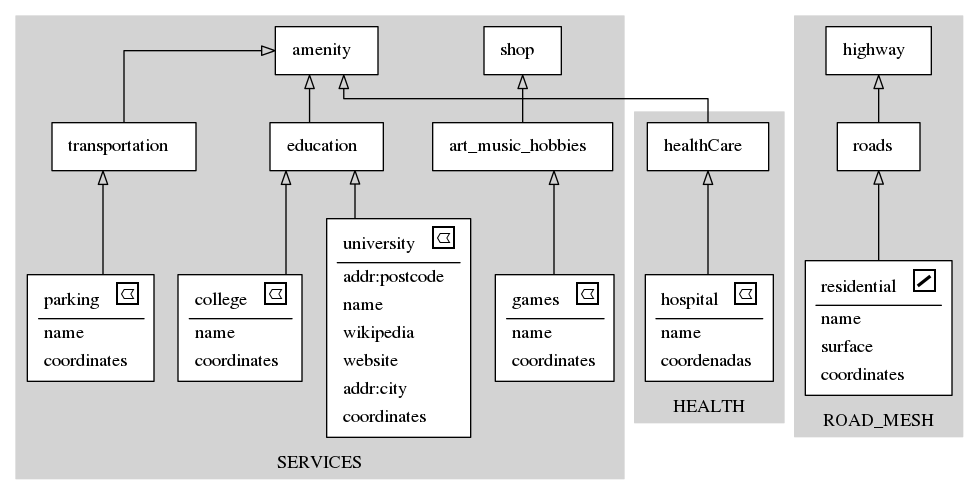 amenity
shop
highway
transportation
education
art_music_hobbies
healthCare
roads
parking
name
coordinates
college
name
coordinates
university
addr:postcode
name
wikipedia
website
addr:city
coordinates
games
name
coordinates
hospital
name
coordenadas
residential
name
surface
coordinates
SERVICES
HEALTH
ROAD_MESH